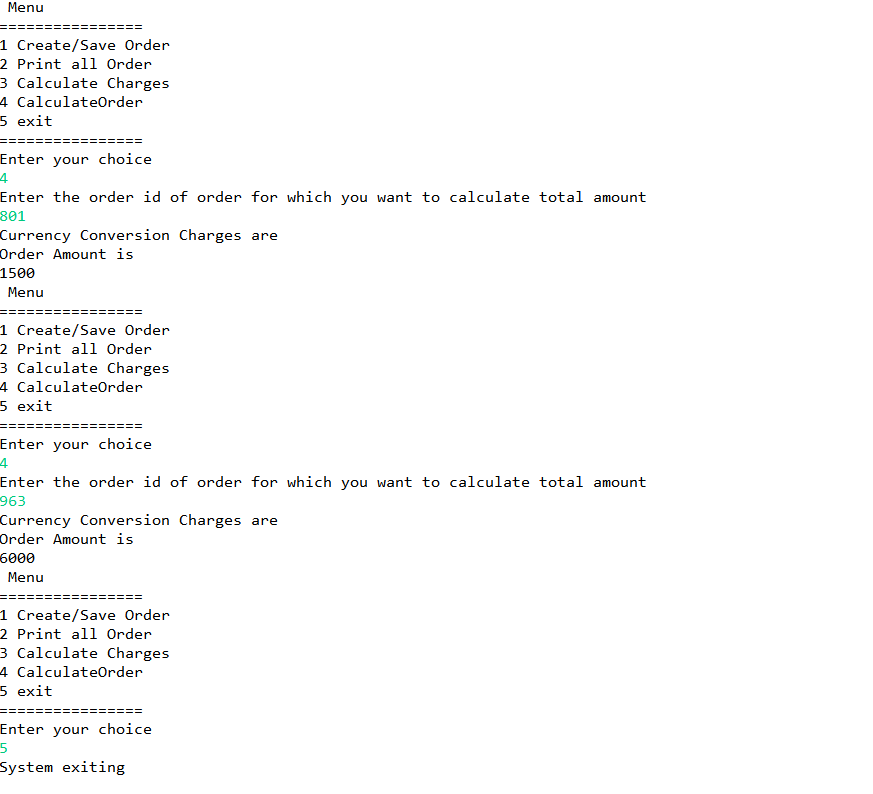 Menu
================
1 Create/Save Order
2 Print all Order
3 Calculate Charges
4 CalculateOrder
5 exit
================
Enter your choice
4
Enter the order id of order for which you want to calculate total amount
801
Currency Conversion Charges are
Order Amount is
1500
Menu
================
1 Create/Save Order
2 Print all Order
3 Calculate Charges
4 CalculateOrder
5 exit
================
Enter your choice
4
Enter the order id of order for which you want to calculate total amount
963
Currency Conversion Charges are
Order Amount is
6000
Menu
================
1 Create/Save Order
2 Print all Order
3 Calculate Charges
4 CalculateOrder
5 exit
================
Enter your choice
5
System exiting